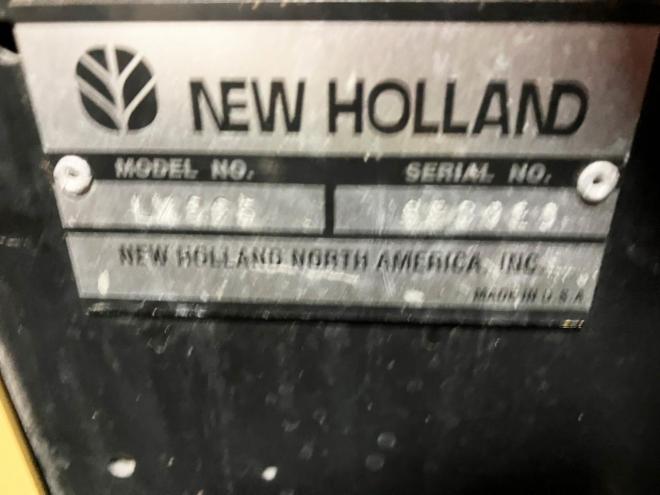 NEW HOLLAND
MODEL NO. SERIAL NO.
NEW HOLLAND NORTH AMERICA, INC.
MADE IN U.S.A